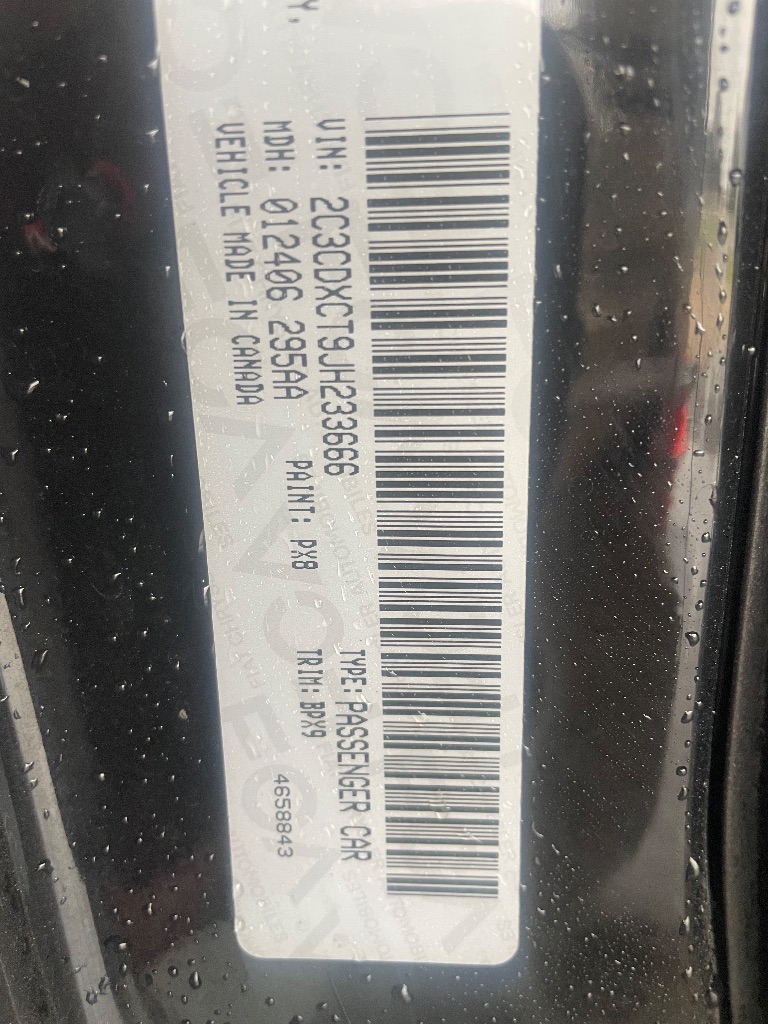 VIN: 2C3CDXCT9JH233666 TYPE: PASSENGER CAR
MDH: 012406 295AA PAINT: PX8 TRIM: BPX9
VEHICLE MADE IN CANADA 4658843